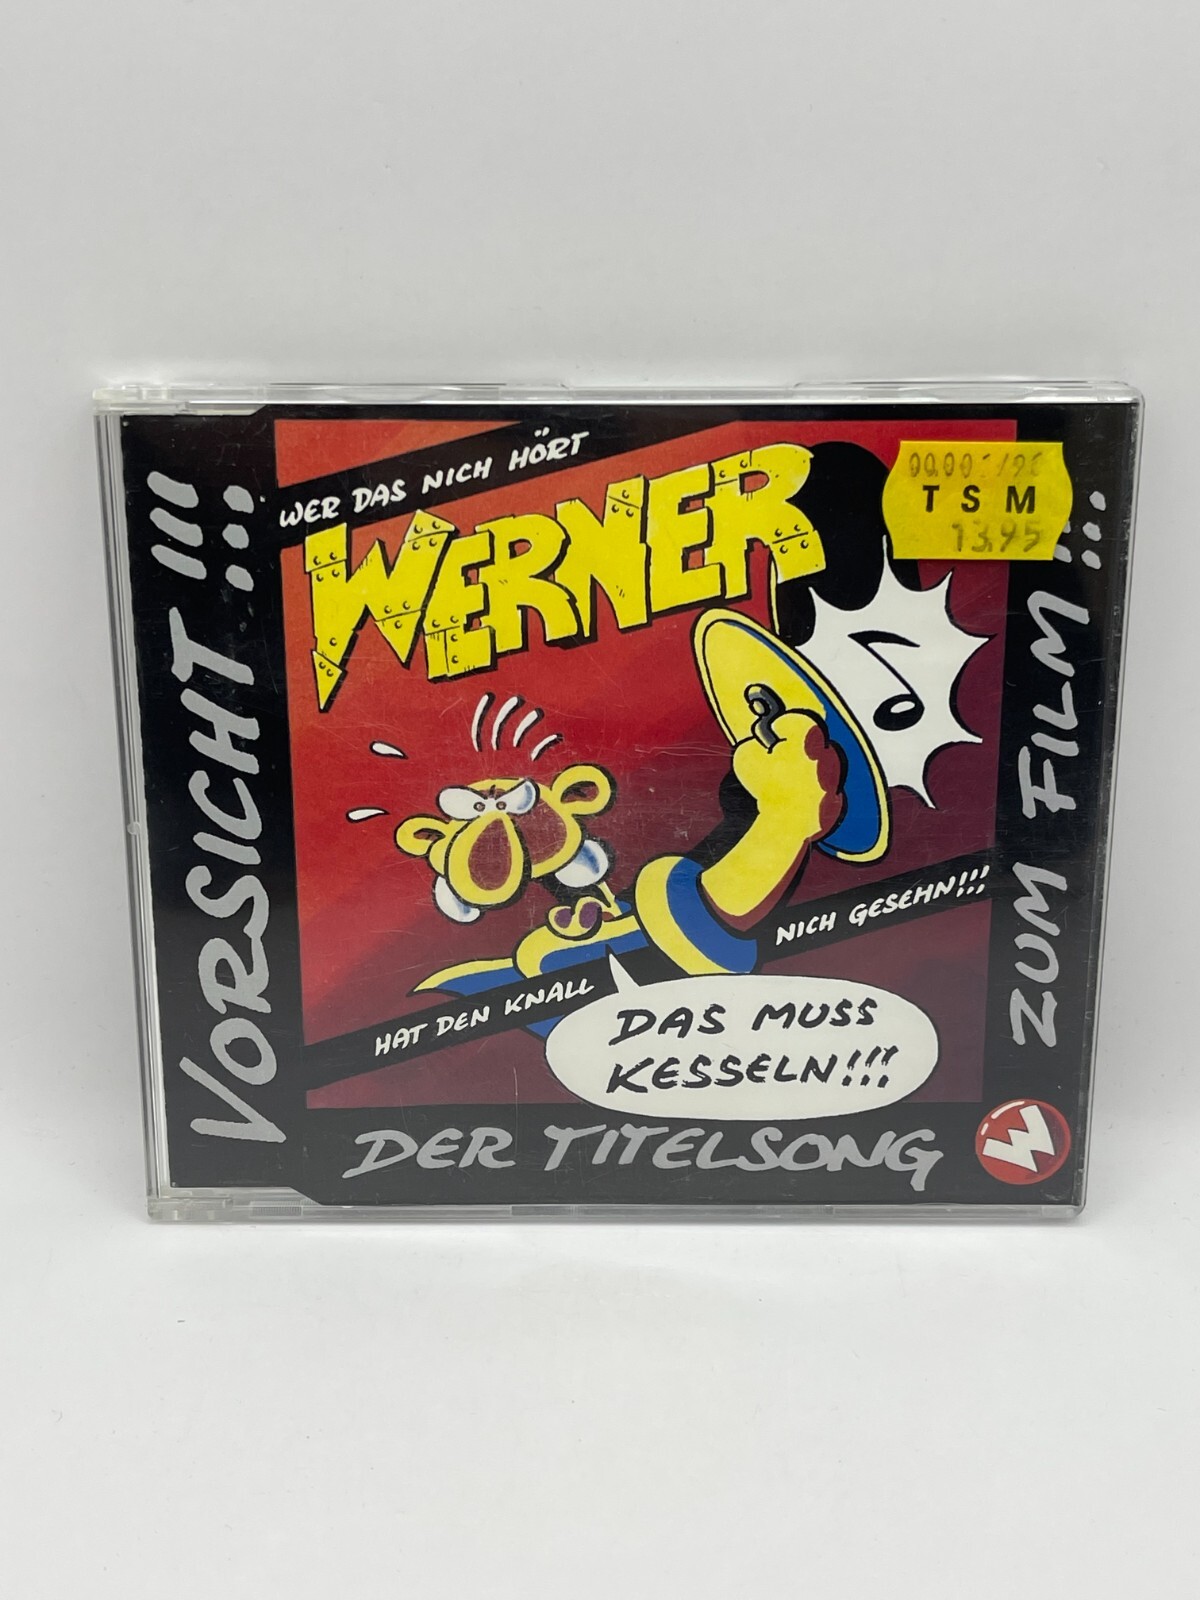 VORSICHT !!!
WER DAS NICH HÖRT
WERNER
TSM
13,95
HAT DEN KNALL
NICH GESEHN!!!
DAS MUSS
KESSELN!!!
DER TITELSONG
ZUM FILM !!!
W